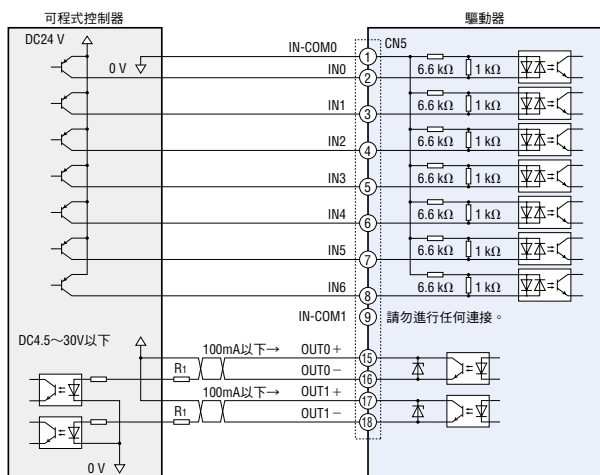 可程式控制器
驅動器
DC24 V
0 V
IN-COM0
① CN5
IN0
②
6.6 kΩ 1 kΩ
IN1
③
6.6 kΩ 1 kΩ
IN2
④
6.6 kΩ 1 kΩ
IN3
⑤
6.6 kΩ 1 kΩ
IN4
⑥
6.6 kΩ 1 kΩ
IN5
⑦
6.6 kΩ 1 kΩ
IN6
⑧
6.6 kΩ 1 kΩ
IN-COM1 ⑨ 請勿進行任何連接。
DC4.5～30V以下
100mA以下→ OUT0＋ ⑮
R1 OUT0－ ⑯
100mA以下→ OUT1＋ ⑰
R1 OUT1－ ⑱
0 V